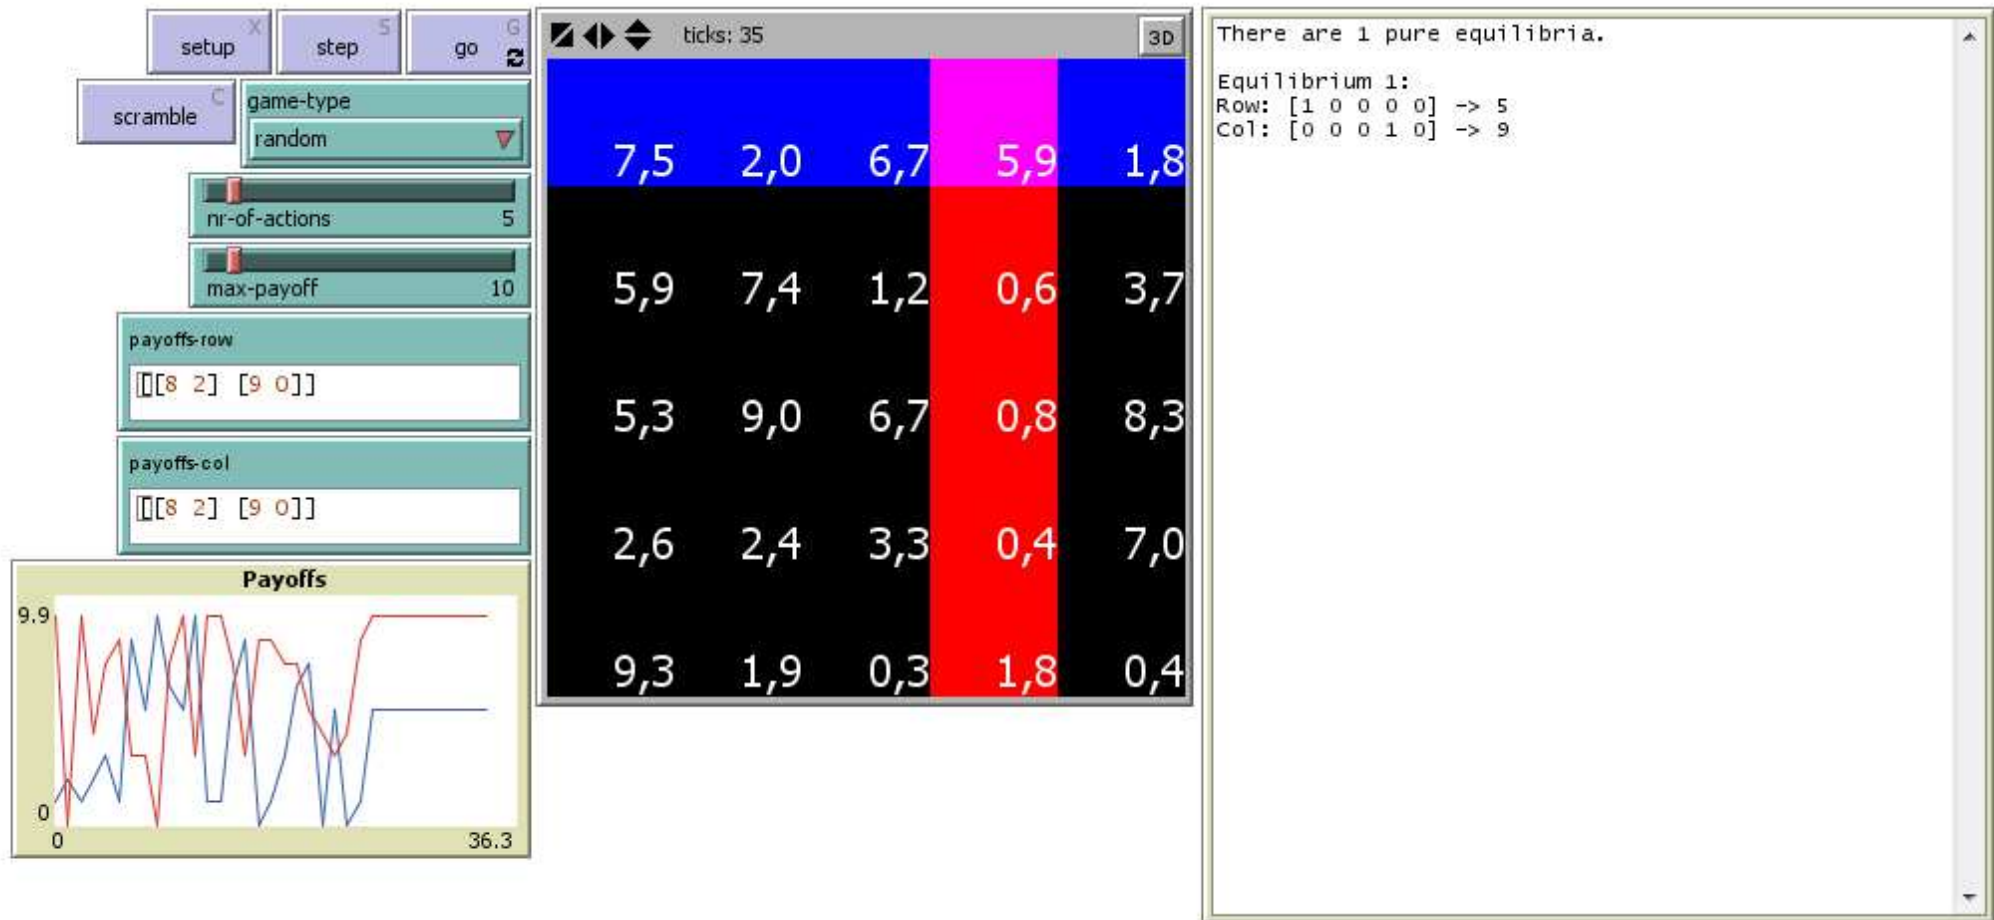 X
setup
S
step
G
go
C
scramble
game-type
random
nr-of-actions 5
max-payoff 10
payoffs-row
[[8 2] [9 0]]
payoffs-col
[[8 2] [9 0]]
Payoffs
9.9
0
0 36.3
ticks: 35
3D
7,5 2,0 6,7 5,9 1,8
5,9 7,4 1,2 0,6 3,7
5,3 9,0 6,7 0,8 8,3
2,6 2,4 3,3 0,4 7,0
9,3 1,9 0,3 1,8 0,4
There are 1 pure equilibria.
Equilibrium 1:
Row: [1 0 0 0 0] -> 5
Col: [0 0 0 1 0] -> 9